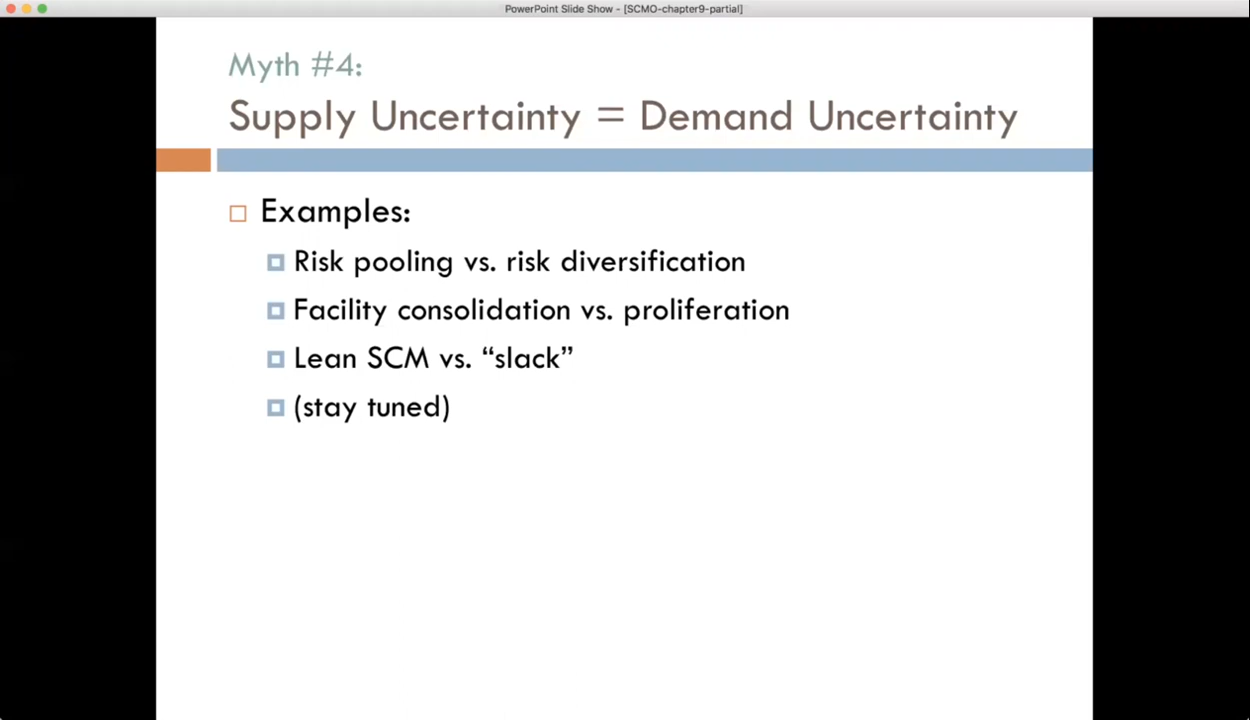 PowerPoint Slide Show - [SCMO-chapter9-partial]
Myth #4:
Supply Uncertainty = Demand Uncertainty
Examples:
Risk pooling vs. risk diversification
Facility consolidation vs. proliferation
Lean SCM vs. “slack”
(stay tuned)